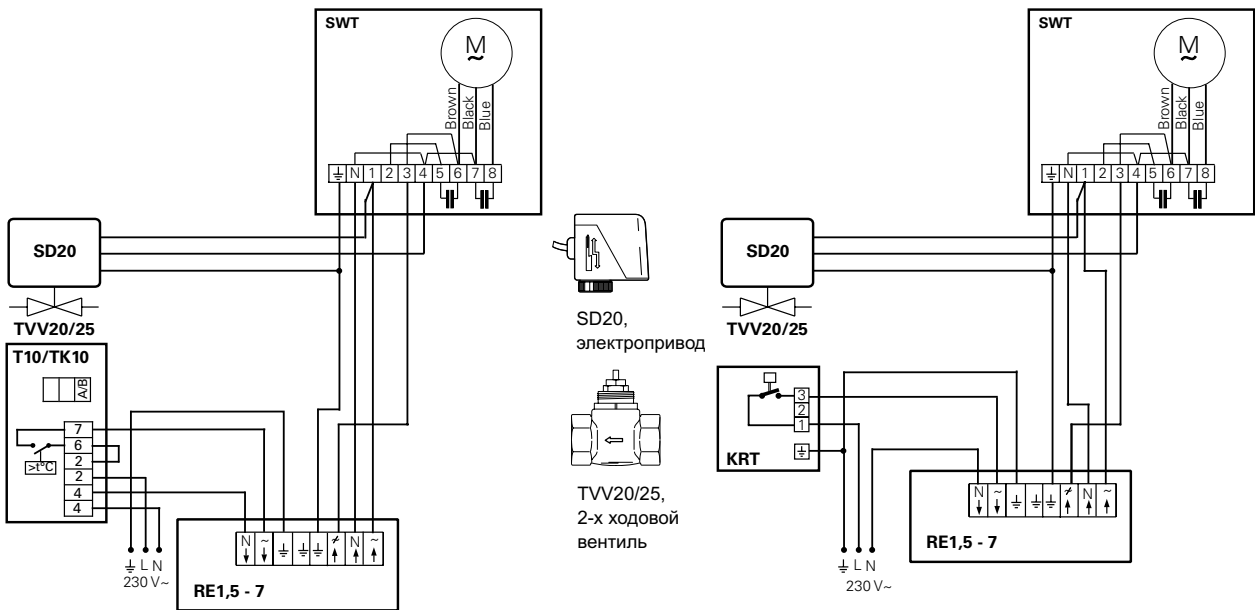 SWT
M
~
Brown
Black
Blue
N 1 2 3 4 5 6 7 8
SD20
TVV20/25
T10/TK10
A/B
7
6
2
2
4
4
>t°C
L N
230 V~
N ~ N ~
RE1,5 - 7
SD20,
электропривод
TVV20/25,
2-х ходовой
вентиль
SWT
M
~
Brown
Black
Blue
N 1 2 3 4 5 6 7 8
SD20
TVV20/25
3
2
1
KRT
L N
230 V~
N ~ N ~
RE1,5 - 7